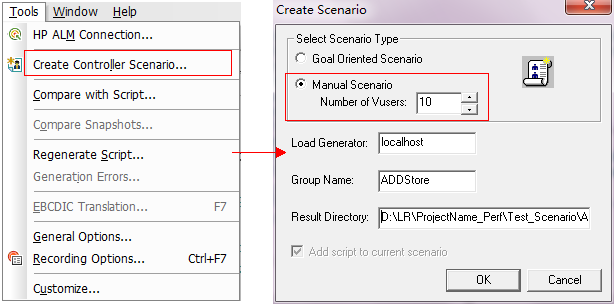 Tools Window Help
HP ALM Connection...
Create Controller Scenario...
Compare with Script...
Compare Snapshots...
Regenerate Script...
Generation Errors...
EBCDIC Translation... F7
General Options...
Recording Options... Ctrl+F7
Customize...
Create Scenario
Select Scenario Type
Goal Oriented Scenario
Manual Scenario
Number of Vusers: 10
Load Generator: localhost
Group Name: ADDStore
Result Directory: D:\LR\ProjectName_Perf\Test_Scenario\A
Add script to current scenario
OK Cancel